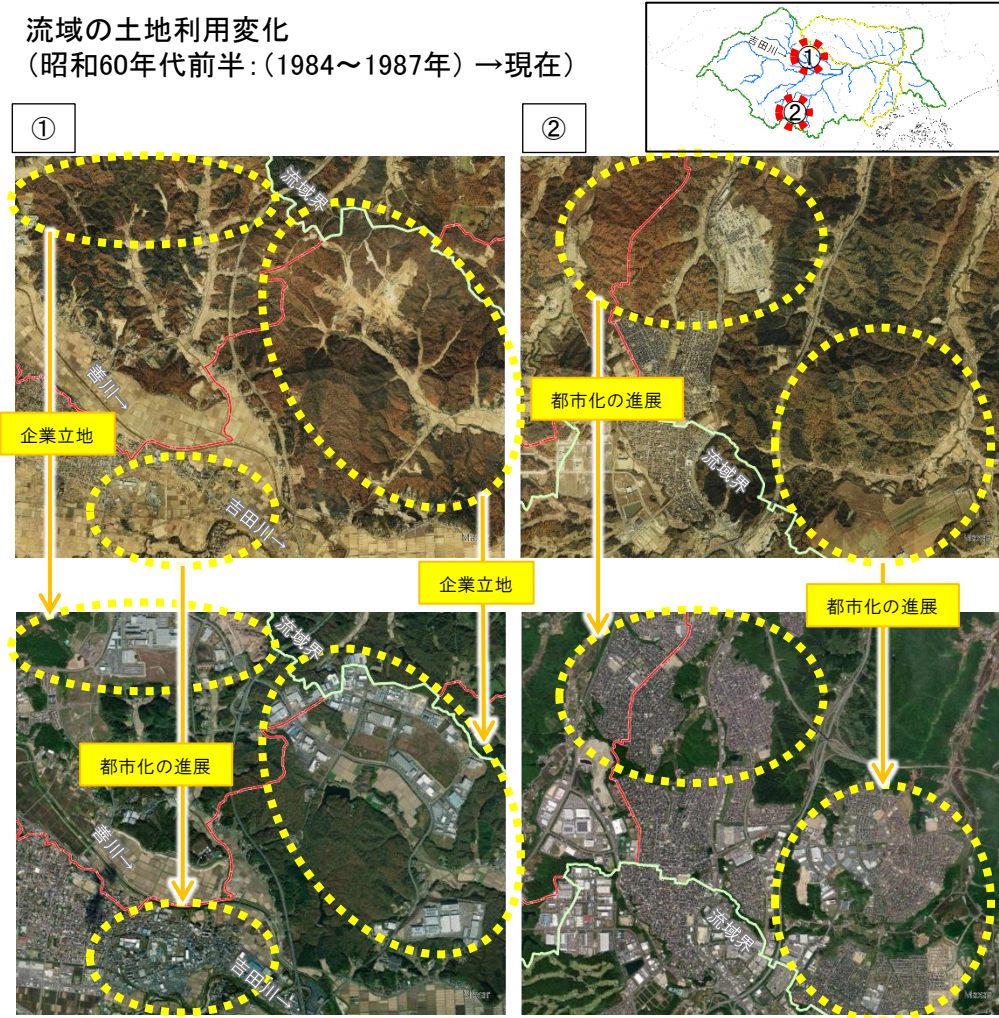 流域の土地利用変化
(昭和60年代前半:(1984~1987年) →現在)
吉田川
①
②
①
②
流域界
善川→
吉田川→
企業立地
企業立地
Maxar
流域界
都市化の進展
都市化の進展
Maxar
流域界
都市化の進展
善川→
吉田川→
Maxar
流域界
Maxar